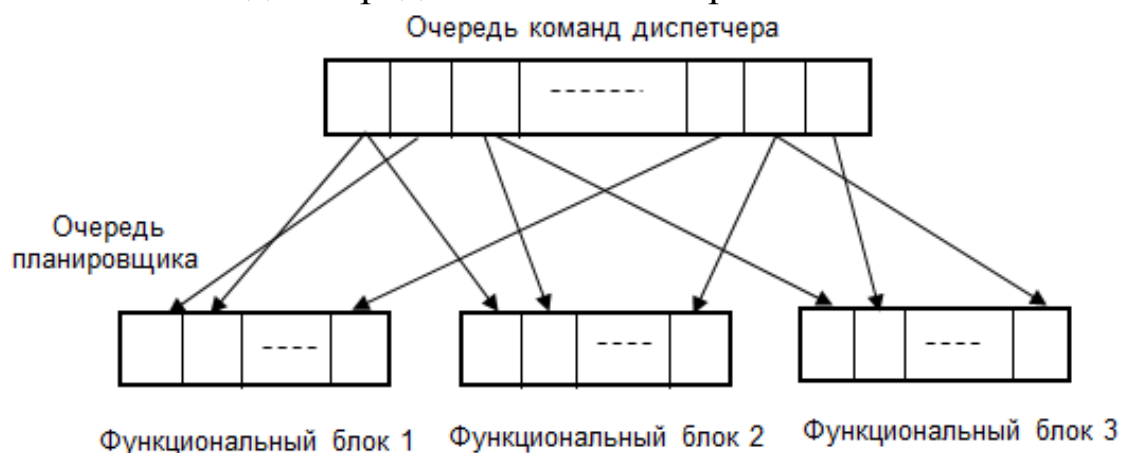 Очередь команд диспетчера
Очередь
планировщика
Функциональный блок 1
Функциональный блок 2
Функциональный блок 3